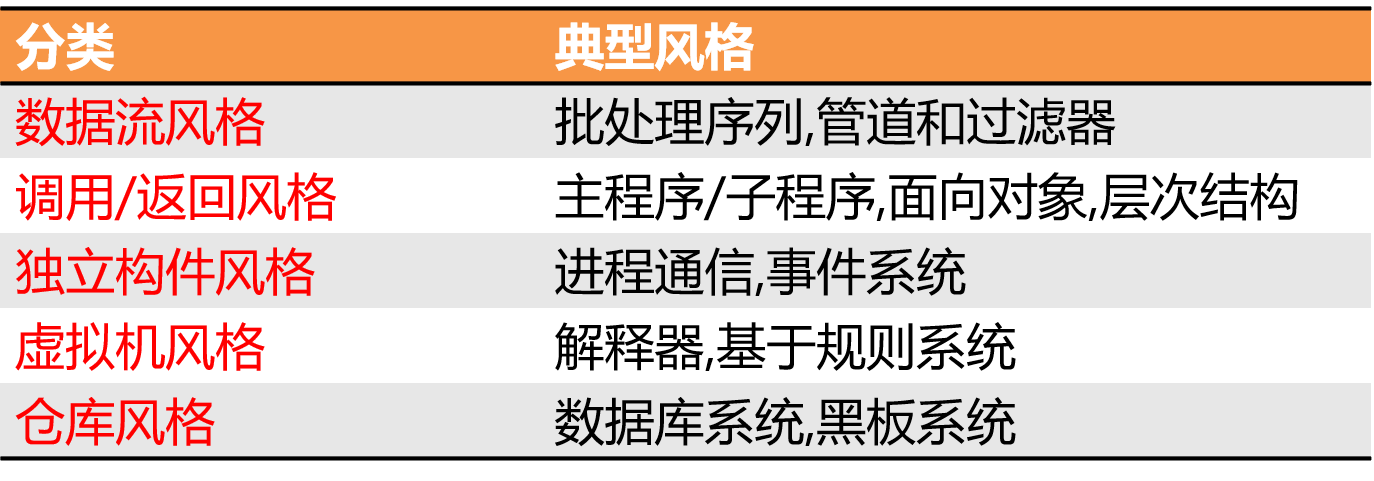 分类 典型风格
数据流风格 批处理序列,管道和过滤器
调用/返回风格 主程序/子程序,面向对象,层次结构
独立构件风格 进程通信,事件系统
虚拟机风格 解释器,基于规则系统
仓库风格 数据库系统,黑板系统